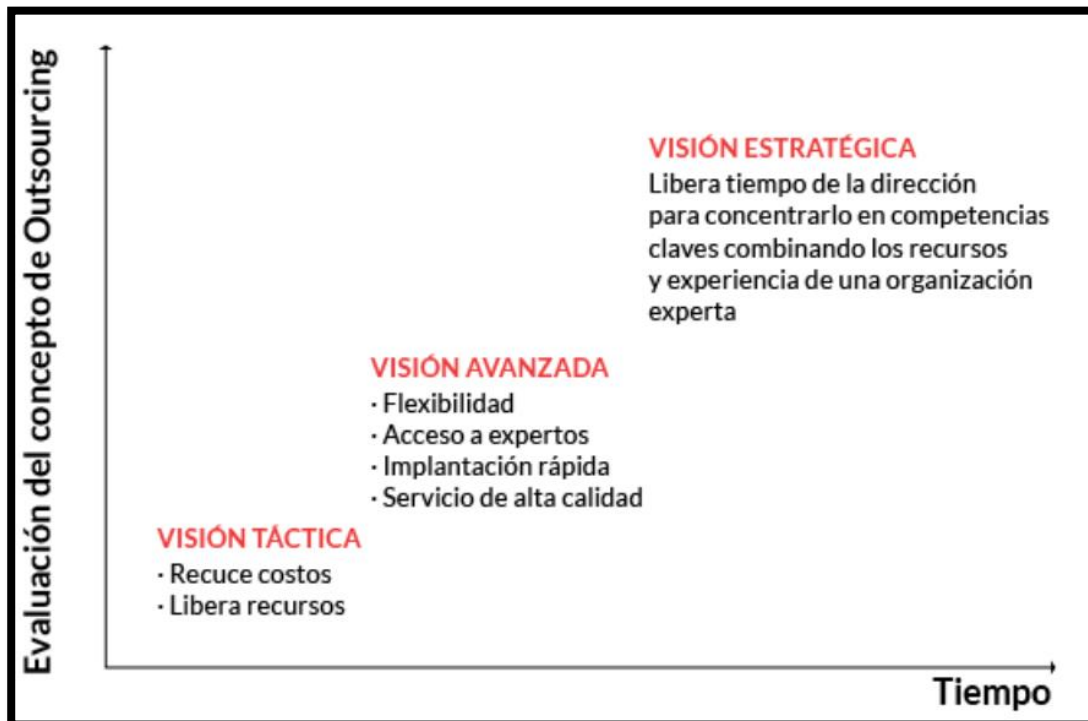 Evaluación del concepto de Outsourcing
VISIÓN ESTRATÉGICA
Libera tiempo de la dirección
para concentrarlo en competencias
claves combinando los recursos
y experiencia de una organización
experta
VISIÓN AVANZADA
· Flexibilidad
· Acceso a expertos
· Implantación rápida
· Servicio de alta calidad
VISIÓN TÁCTICA
· Recuce costos
· Libera recursos
Tiempo